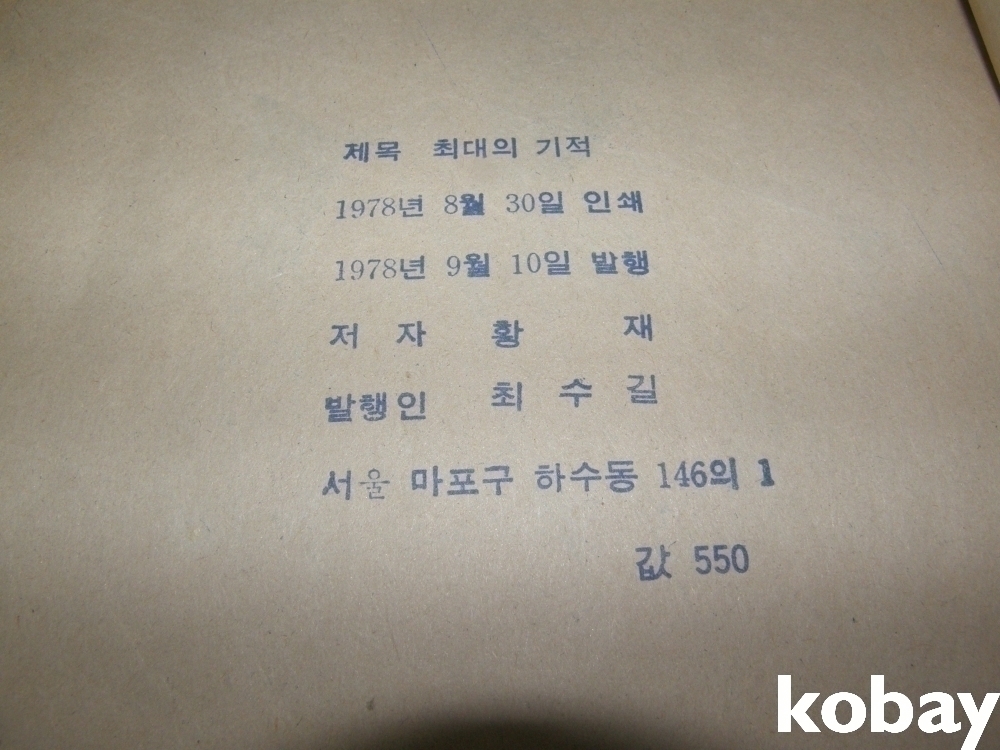 제목 최대의 기적
1978년 8월 30일 인쇄
1978년 9월 10일 발행
저 자 황 재
발행인 최 수 길
서울 마포구 하수동 146의 1
값 550
kobay